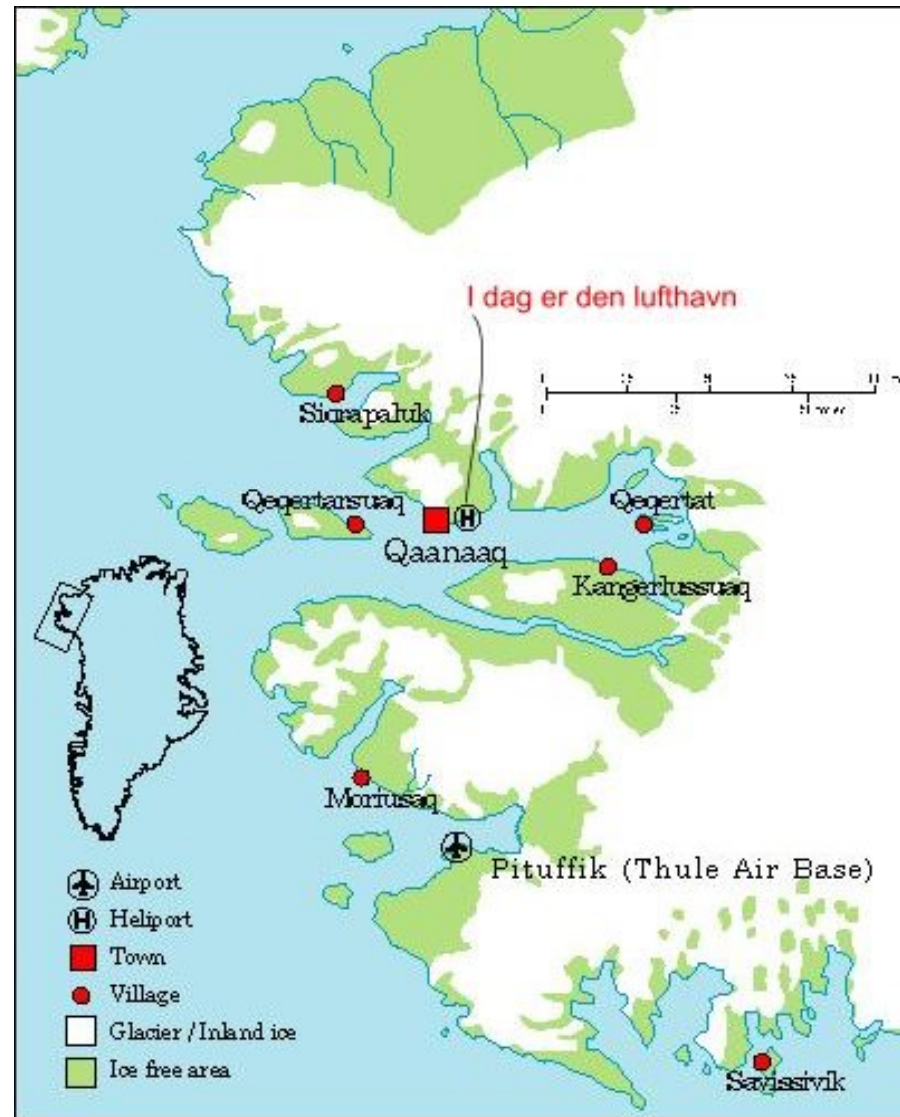 I dag er den lufthavn
Siorapaluk
Qeqertarsuaq
Qeqertat
Qaanaaq
Kangerlussuaq
Moriusaq
Pituffik (Thule Air Base)
Airport
H Heliport
Town
Village
Glacier / Inland ice
Ice free area
Savissivik